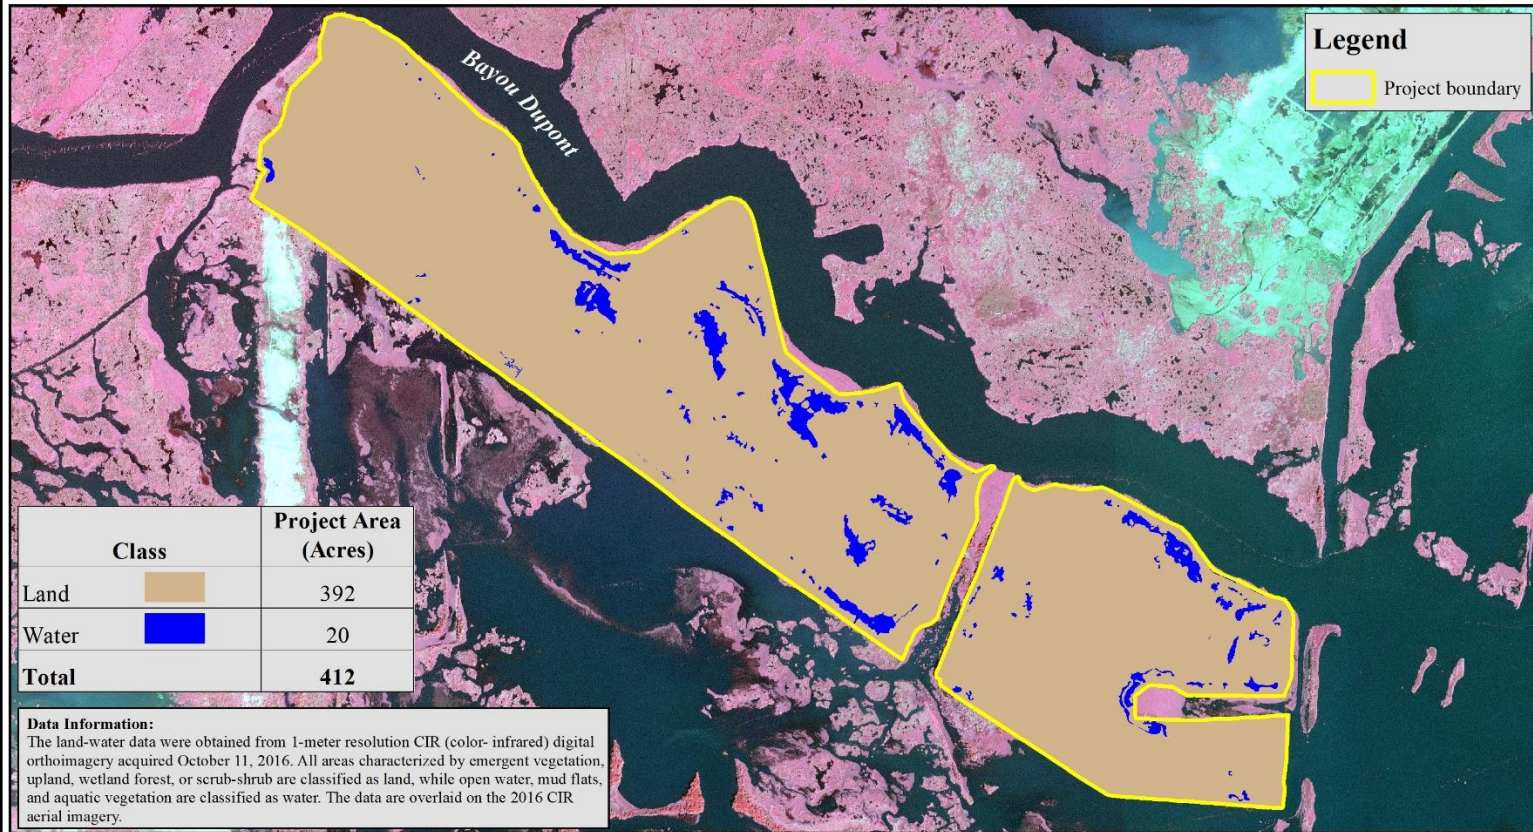 Bayou Dupont
Legend
Project boundary
Class
Project Area
(Acres)
Land 392
Water 20
Total 412
Data Information:
The land-water data were obtained from 1-meter resolution CIR (color- infrared) digital
orthoimagery acquired October 11, 2016. All areas characterized by emergent vegetation,
upland, wetland forest, or scrub-shrub are classified as land, while open water, mud flats,
and aquatic vegetation are classified as water. The data are overlaid on the 2016 CIR
aerial imagery.